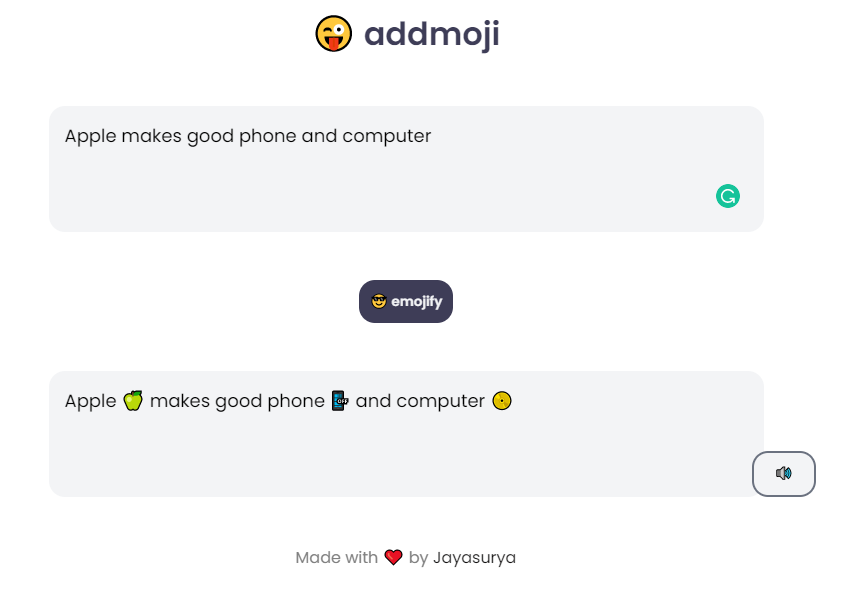 addmoji
Apple makes good phone and computer
😎 emojify
Apple 🍏 makes good phone 📴 and computer 💽
Made with ❤️ by Jayasurya